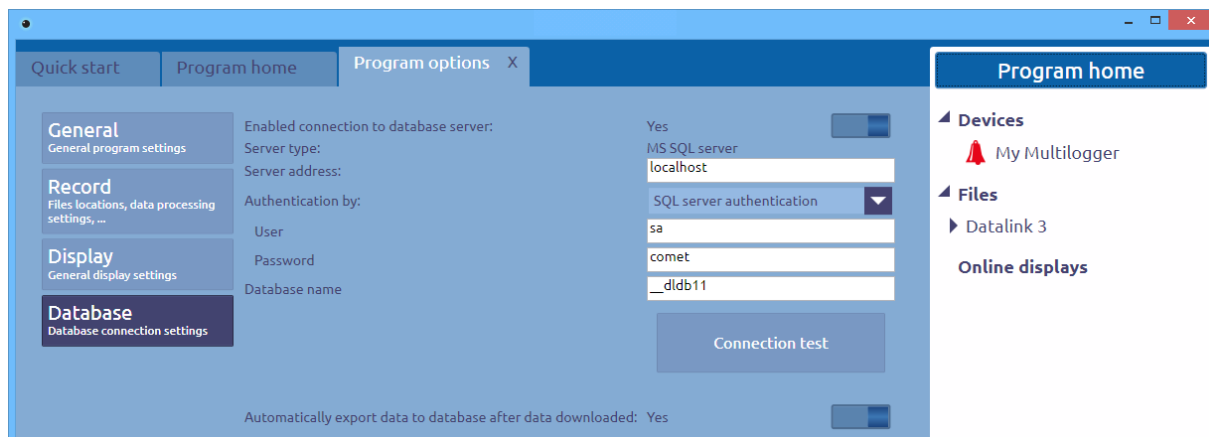 Quick start
Program home
Program options X
Program home
General
General program settings
Record
Files locations, data processing
settings, ...
Display
General display settings
Database
Database connection settings
Enabled connection to database server: Yes
Server type: MS SQL server
Server address: localhost
Authentication by: SQL server authentication
User sa
Password comet
Database name __dldb11
Connection test
Automatically export data to database after data downloaded: Yes
Devices
My Multilogger
Files
Datalink 3
Online displays